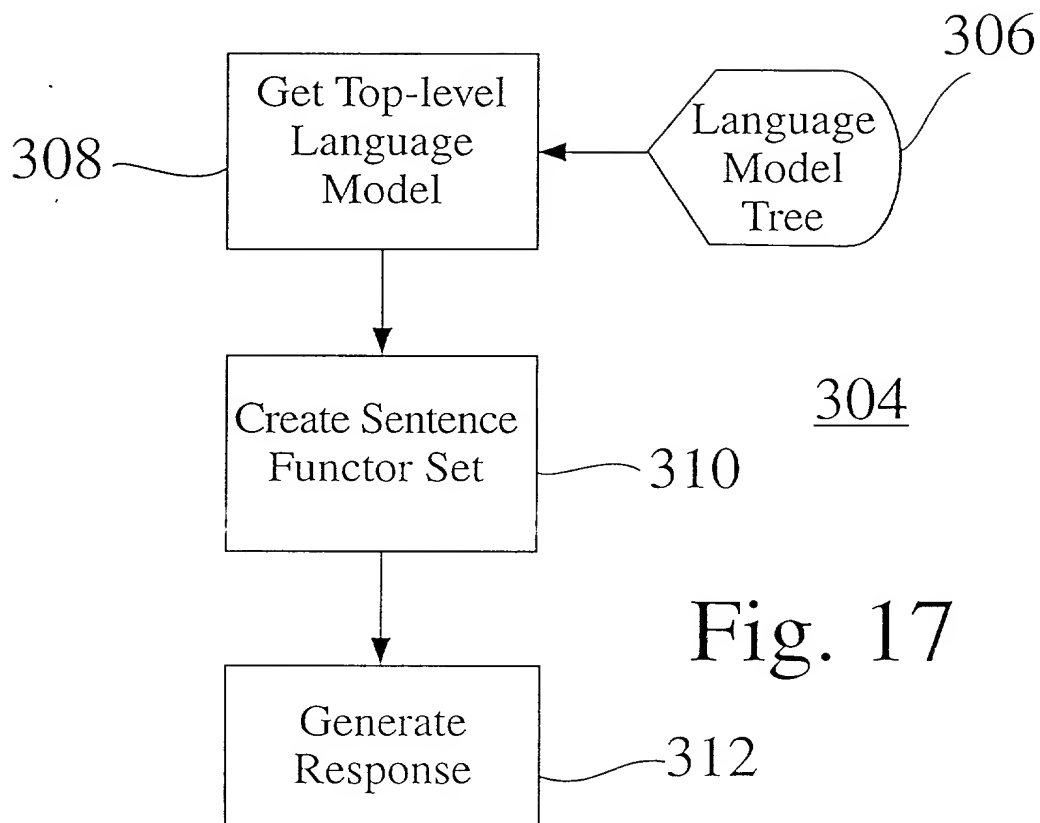 306
Get Top-level
Language
Model
308
Language
Model
Tree
Create Sentence
Functor Set
304
310
Fig. 17
Generate
Response
312